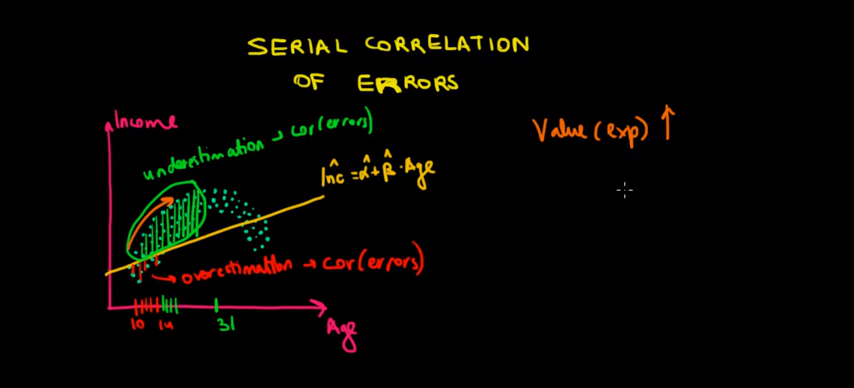 SERIAL CORRELATION
OF ERRORS
Income
underestimation → cor(errors)
Value (exp) ↑
Inĉ = α̂ + β̂ · Age
→ overestimation → cor(errors)
10 14 31
Age